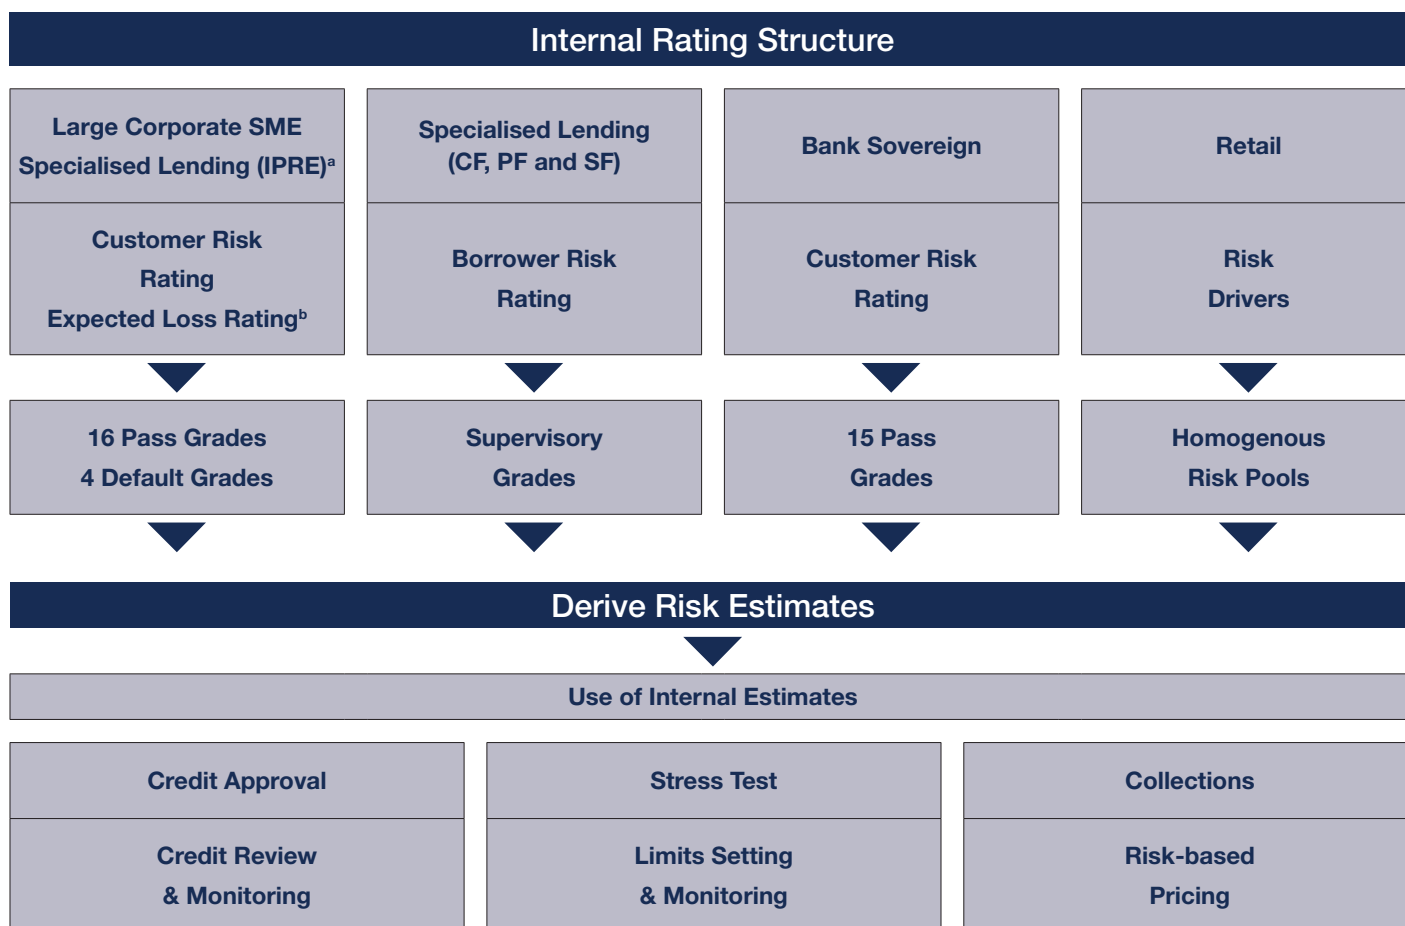 Internal Rating Structure
Large Corporate SME
Specialised Lending (IPRE)ᵃ
Customer Risk
Rating
Expected Loss Ratingᵇ
16 Pass Grades
4 Default Grades
Specialised Lending
(CF, PF and SF)
Borrower Risk
Rating
Supervisory
Grades
Bank Sovereign
Customer Risk
Rating
15 Pass
Grades
Retail
Risk
Drivers
Homogenous
Risk Pools
Derive Risk Estimates
Use of Internal Estimates
Credit Approval
Credit Review
& Monitoring
Stress Test
Limits Setting
& Monitoring
Collections
Risk-based
Pricing